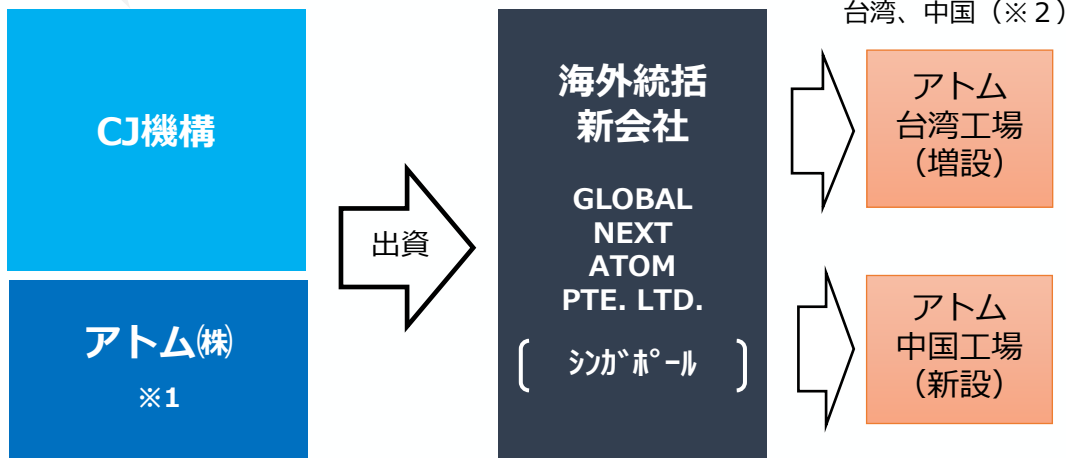 CJ機構
アトム㈱
※1
出資
海外統括
新会社
GLOBAL
NEXT
ATOM
PTE. LTD.
〔 ｼﾝｶﾞﾎﾟｰﾙ 〕
台湾、中国（※２）
アトム
台湾工場
（増設）
アトム
中国工場
（新設）